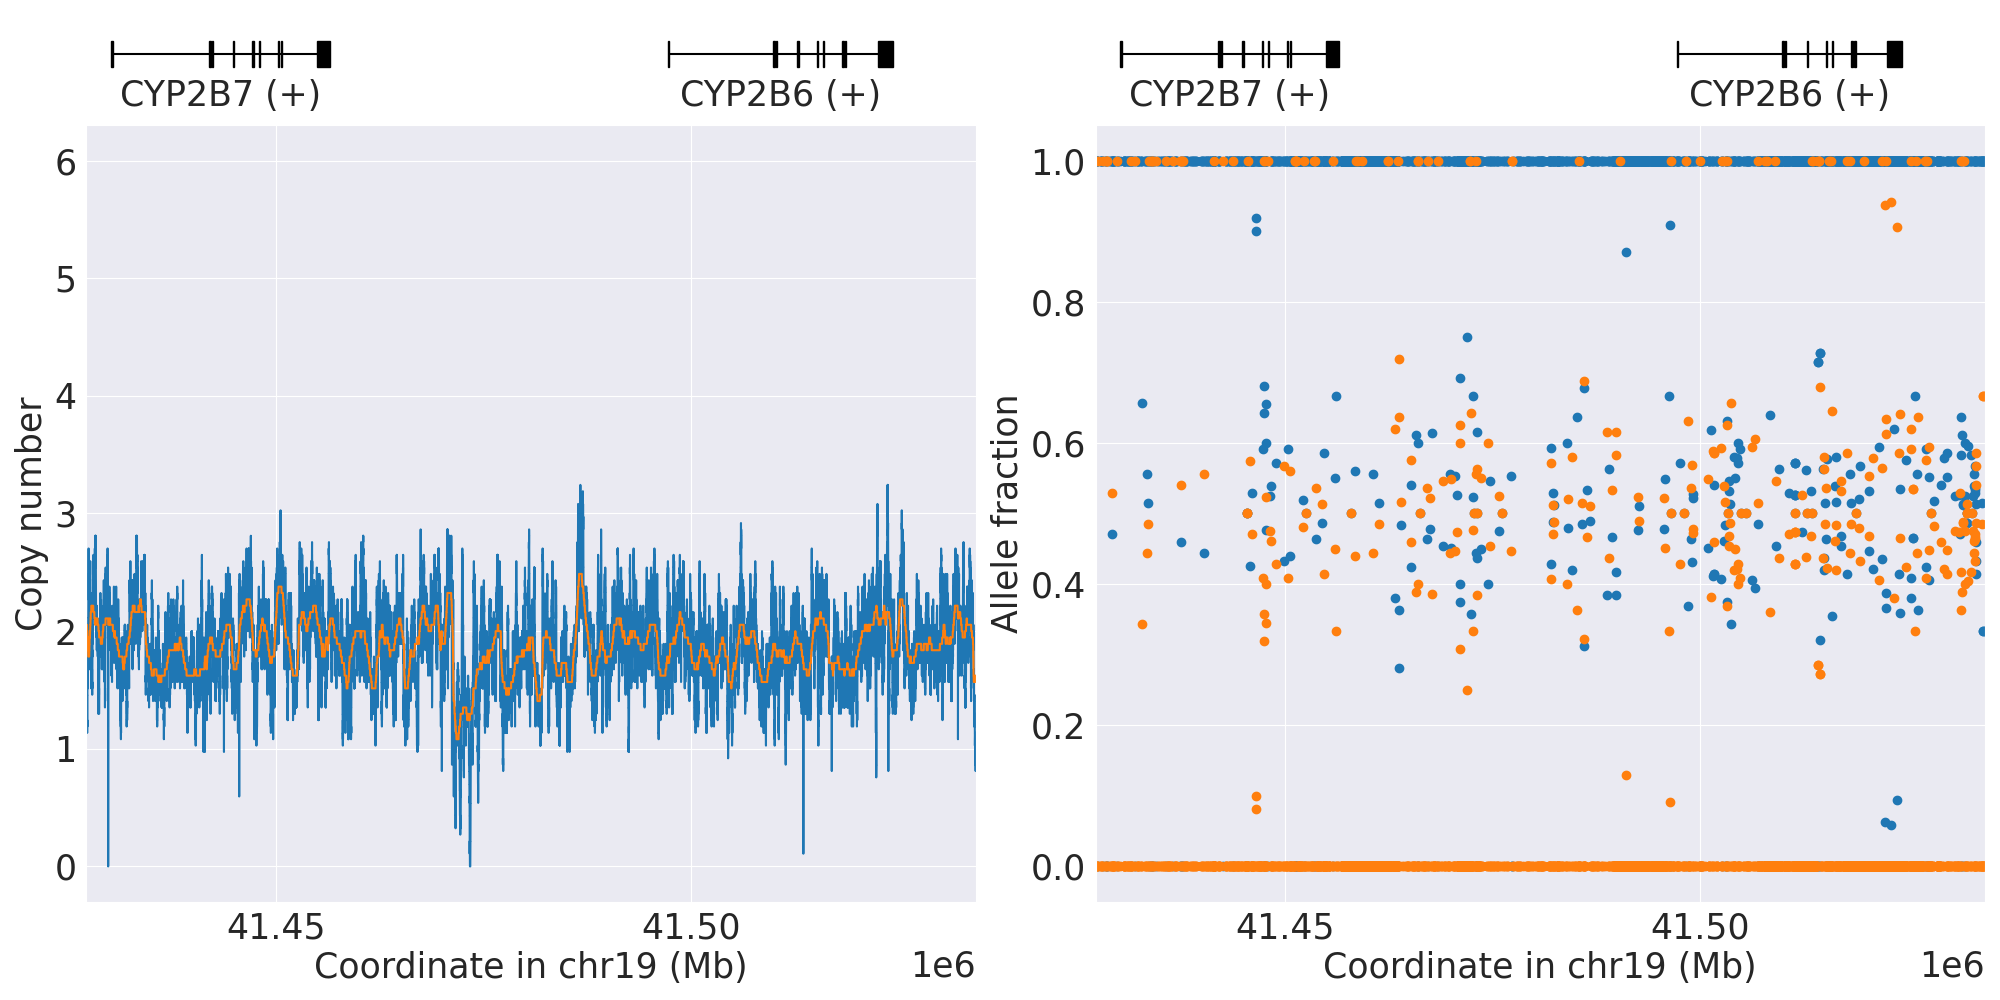 CYP2B7 (+)
CYP2B6 (+)
CYP2B7 (+)
CYP2B6 (+)
Copy number
6
5
4
3
2
1
0
41.45
41.50
Coordinate in chr19 (Mb)
1e6
Allele fraction
1.0
0.8
0.6
0.4
0.2
0.0
41.45
41.50
Coordinate in chr19 (Mb)
1e6